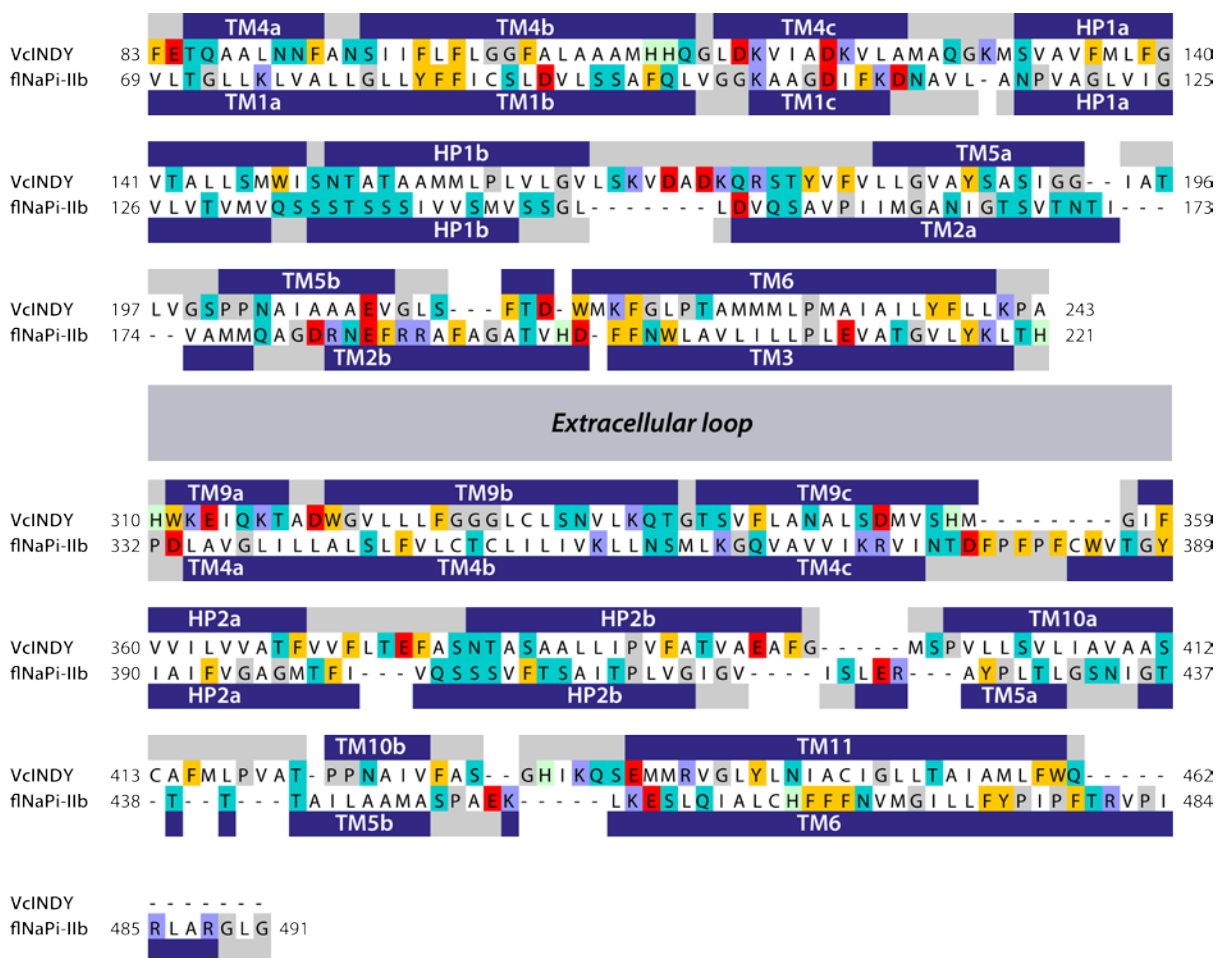 TM4a TM4b TM4c HP1a
VcINDY 83 F E T Q A A L N N F A N S I I F L F L G G F A L A A A M H H Q G L D K V I A D K V L A M A Q G K M S V A V F M L F G 140
flNaPi-IIb 69 V L T G L L K L V A L L G L L Y F F I C S L D V L S S A F Q L V G G K A A G D I F K D N A V L - A N P V A G L V I G 125
TM1a TM1b TM1c HP1a
HP1b TM5a
VcINDY 141 V T A L L S M W I S N T A T A A M M L P L V L G V L S K V D A D K Q R S T Y V F V L L G V A Y S A S I G G - - I A T 196
flNaPi-IIb 126 V L V T V M V Q S S S T S S S I V V S M V S S G L - - - - - - - L D V Q S A V P I I M G A N I G T S V T N T I - - - 173
HP1b TM2a
TM5b TM6
VcINDY 197 L V G S P P N A I A A A E V G L S - - - F T D - W M K F G L P T A M M M L P M A I A I L Y F L L K P A 243
flNaPi-IIb 174 - - V A M M Q A G D R N E F R R A F A G A T V H D - F F N W L A V L I L L P L E V A T G V L Y K L T H 221
TM2b TM3
Extracellular loop
TM9a TM9b TM9c
VcINDY 310 H W K E I Q K T A D W G V L L L F G G G L C L S N V L K Q T G T S V F L A N A L S D M V S H M - - - - - - - - G I F 359
flNaPi-IIb 332 P D L A V G L I L L A L S L F V L C T C L I L I V K L L N S M L K G Q V A V V I K R V I N T D F P F P F C W V T G Y 389
TM4a TM4b TM4c
HP2a HP2b TM10a
VcINDY 360 V V I L V V A T F V V F L T E F A S N T A S A A L L I P V F A T V A E A F G - - - - - M S P V L L S V L I A V A A S 412
flNaPi-IIb 390 I A I F V G A G M T F I - - - V Q S S S V F T S A I T P L V G I G V - - - - I S L E R - - - A Y P L T L G S N I G T 437
HP2a HP2b TM5a
TM10b TM11
VcINDY 413 C A F M L P V A T - P P N A I V F A S - - G H I K Q S E M M R V G L Y L N I A C I G L L T A I A M L F W Q - - - - - 462
flNaPi-IIb 438 - T - - T - - - T A I L A A M A S P A E K - - - - - L K E S L Q I A L C H F F F N V M G I L L F Y P I P F T R V P I 484
TM5b TM6
VcINDY - - - - - - -
flNaPi-IIb 485 R L A R G L G 491